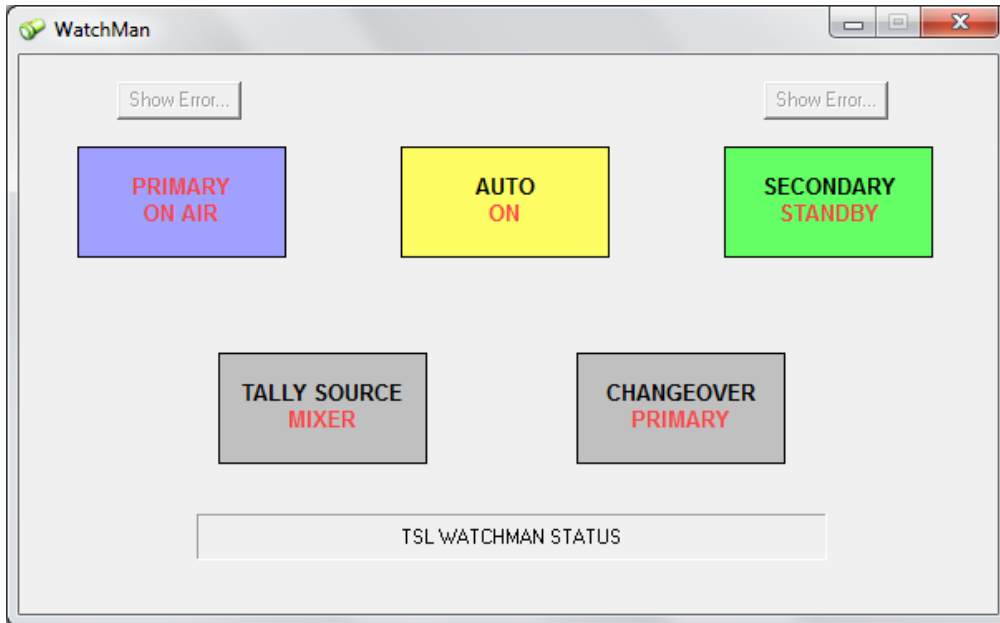 WatchMan
Show Error...
Show Error...
PRIMARY
ON AIR
AUTO
ON
SECONDARY
STANDBY
TALLY SOURCE
MIXER
CHANGEOVER
PRIMARY
TSL WATCHMAN STATUS